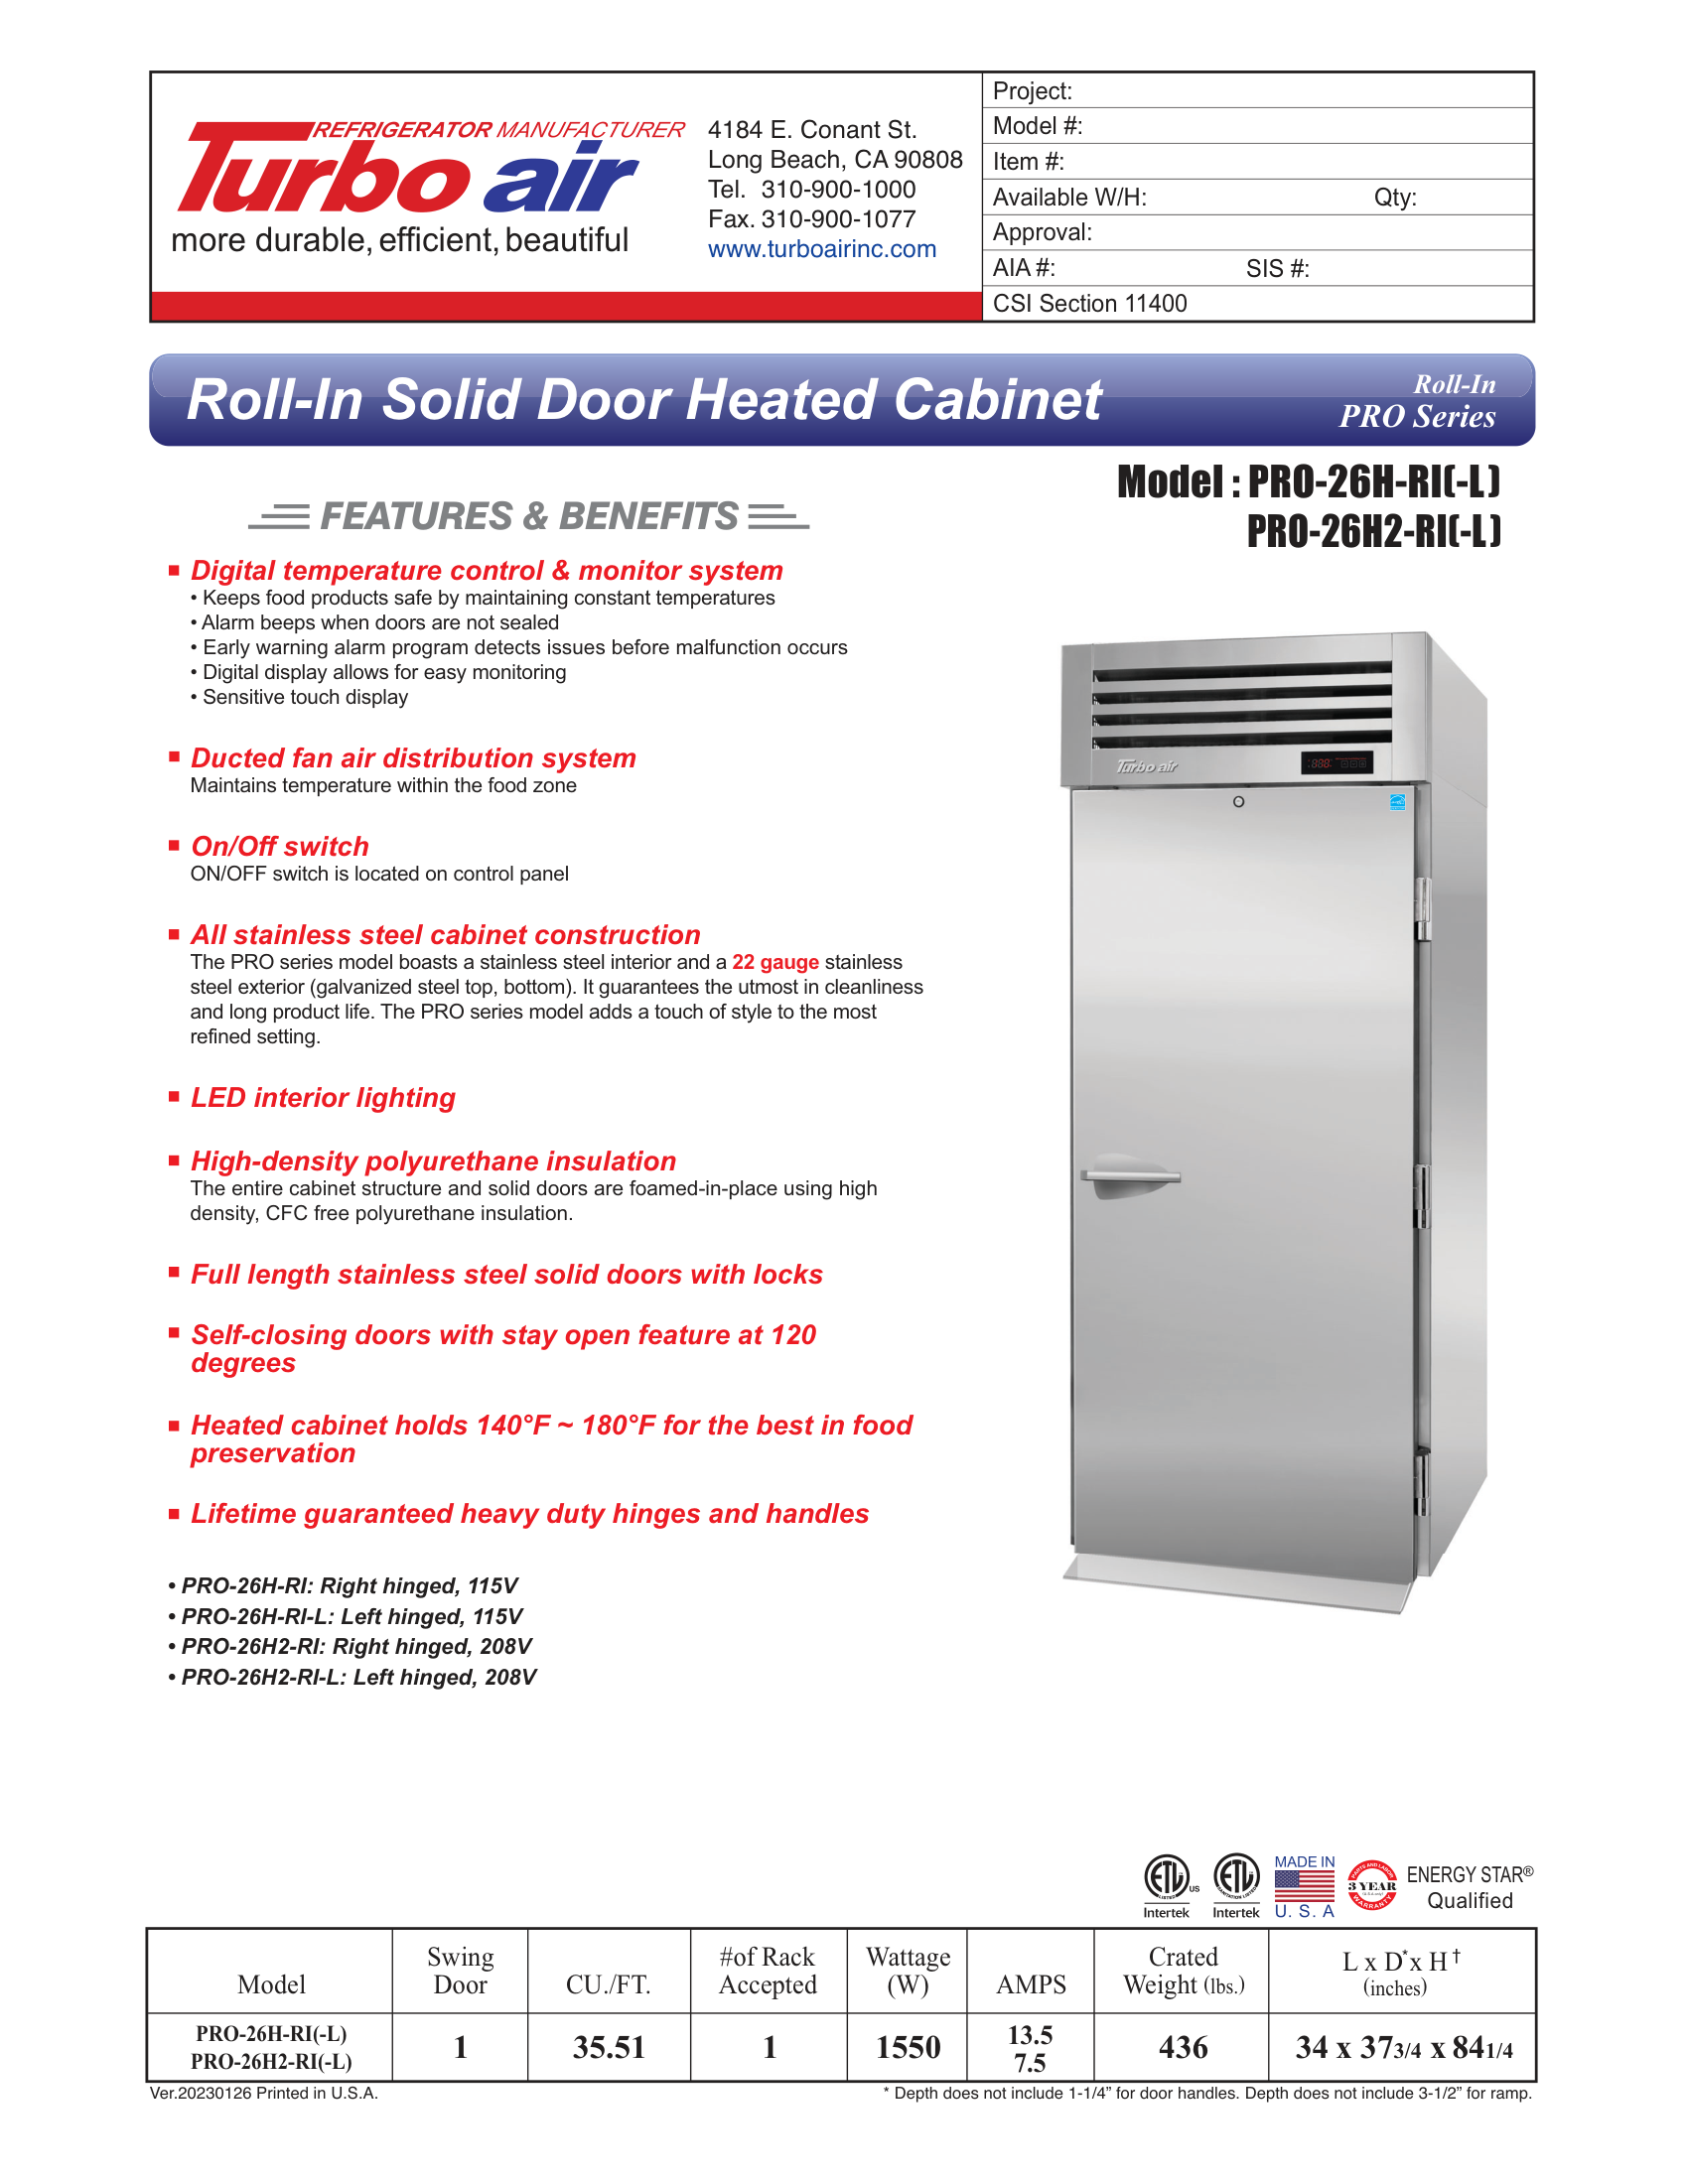 REFRIGERATOR MANUFACTURER
Turbo air
more durable, efficient, beautiful
4184 E. Conant St.
Long Beach, CA 90808
Tel. 310-900-1000
Fax. 310-900-1077
www.turboairinc.com
Project:
Model #:
Item #:
Available W/H: Qty:
Approval:
AIA #: SIS #:
CSI Section 11400
Roll-In Solid Door Heated Cabinet
Roll-In
PRO Series
Model : PRO-26H-RI(-L)
PRO-26H2-RI(-L)
FEATURES & BENEFITS
Digital temperature control & monitor system
• Keeps food products safe by maintaining constant temperatures
• Alarm beeps when doors are not sealed
• Early warning alarm program detects issues before malfunction occurs
• Digital display allows for easy monitoring
• Sensitive touch display
Ducted fan air distribution system
Maintains temperature within the food zone
On/Off switch
ON/OFF switch is located on control panel
All stainless steel cabinet construction
The PRO series model boasts a stainless steel interior and a 22 gauge stainless
steel exterior (galvanized steel top, bottom). It guarantees the utmost in cleanliness
and long product life. The PRO series model adds a touch of style to the most
refined setting.
LED interior lighting
High-density polyurethane insulation
The entire cabinet structure and solid doors are foamed-in-place using high
density, CFC free polyurethane insulation.
Full length stainless steel solid doors with locks
Self-closing doors with stay open feature at 120
degrees
Heated cabinet holds 140°F ~ 180°F for the best in food
preservation
Lifetime guaranteed heavy duty hinges and handles
• PRO-26H-RI: Right hinged, 115V
• PRO-26H-RI-L: Left hinged, 115V
• PRO-26H2-RI: Right hinged, 208V
• PRO-26H2-RI-L: Left hinged, 208V
Turbo air
ETL LISTED US Intertek
ETL SANITATION LISTED Intertek
MADE IN
U. S. A
PARTS AND LABOR
3 YEAR
WARRANTY
ENERGY STAR®
Qualified
Model Swing Door CU./FT. #of Rack Accepted Wattage (W) AMPS Crated Weight (lbs.) L x D* x H† (inches)
PRO-26H-RI(-L) 13.5
1 35.51 1 1550 436 34 x 37 3/4 x 84 1/4
PRO-26H2-RI(-L) 7.5
Ver.20230126 Printed in U.S.A.
* Depth does not include 1-1/4” for door handles. Depth does not include 3-1/2” for ramp.